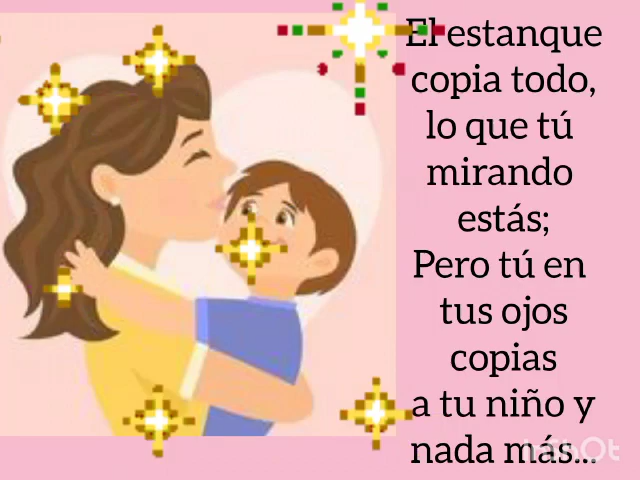 El estanque
copia todo,
lo que tú
mirando
estás;
Pero tú en
tus ojos
copias
a tu niño y
nada más...
InShOt